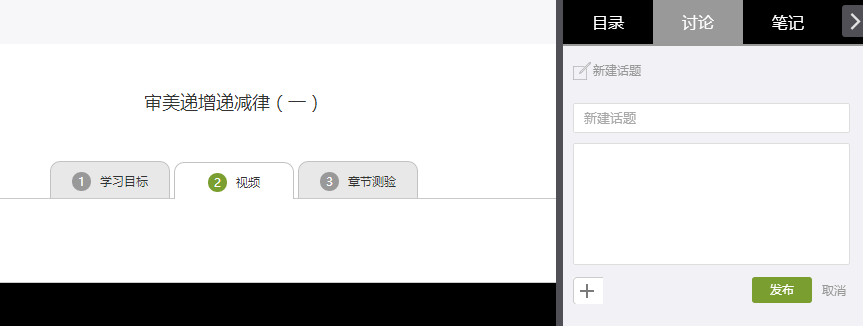 目录 讨论 笔记
新建话题
审美递增递减律（一）
新建话题
1 学习目标 2 视频 3 章节测验
发布 取消